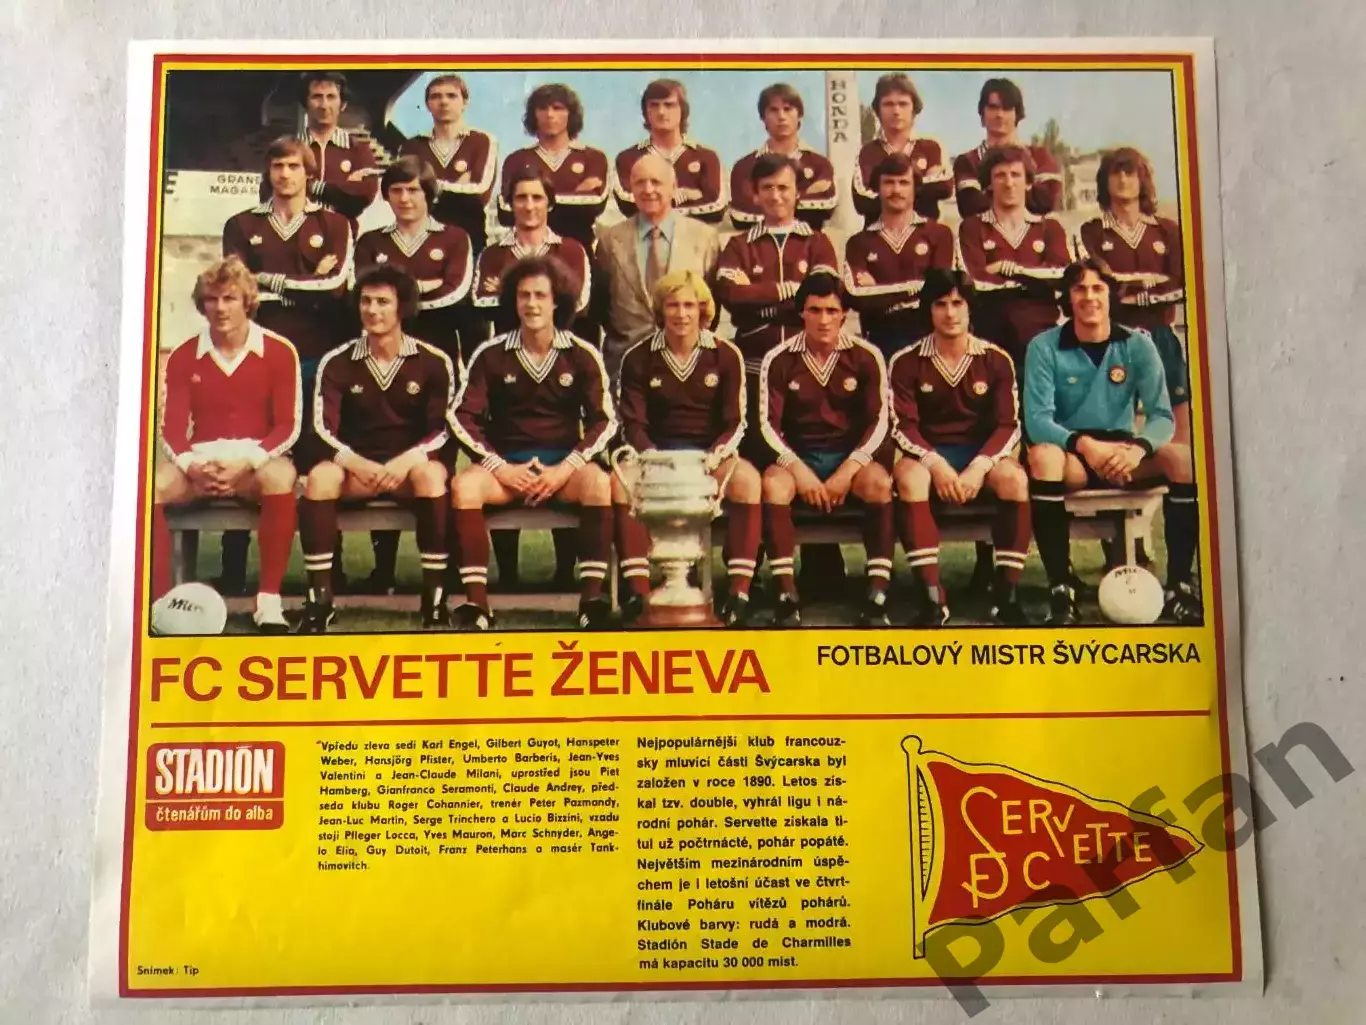 HONDA
GRAND
MAGAS
FC SERVETTE ŽENEVA
FOTBALOVÝ MISTR ŠVÝCARSKA
STADIÓN
čtenářům do alba
Vpředu zleva sedí Karl Engel, Gilbert Guyot, Hanspeter
Weber, Hansjörg Pfister, Umberto Barberis, Jean-Yves
Valentini a Jean-Claude Milani, uprostřed jsou Piet
Hamberg, Gianfranco Seramonti, Claude Andrey, před-
seda klubu Roger Cohannier, trenér Peter Pazmandy,
Jean-Luc Martin, Serge Trinchero a Lucio Bizzini, vzadu
stojí Pfleger Locca, Yves Mauron, Marc Schnyder, Ange-
lo Elia, Guy Dutoit, Franz Peterhans a masér Tank-
himovitch.
Nejpopulárnější klub francouz-
sky mluvící části Švýcarska byl
založen v roce 1890. Letos zís-
kal tzv. double, vyhrál ligu i ná-
rodní pohár. Servette získala ti-
tul už počtrnácté, pohár popáté.
Největším mezinárodním úspě-
chem je i letošní účast ve čtvrt-
finále Poháru vítězů pohárů.
Klubové barvy: rudá a modrá.
Stadión Stade de Charmilles
má kapacitu 30 000 míst.
SERVETTE
FC
Snímek: Tip
Parfan